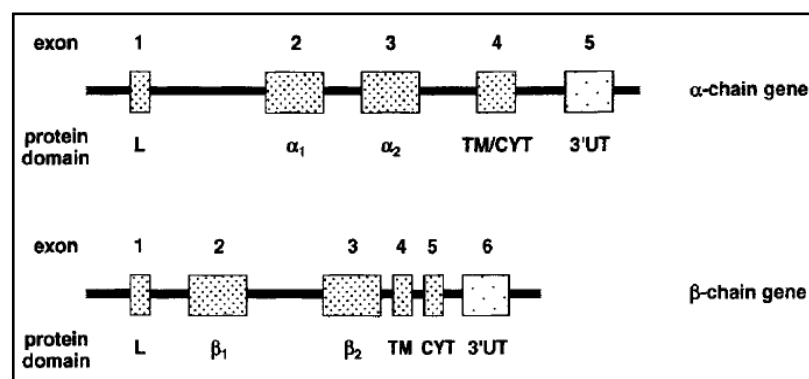 exon 1 2 3 4 5
α-chain gene
protein domain L α₁ α₂ TM/CYT 3'UT
exon 1 2 3 4 5 6
β-chain gene
protein domain L β₁ β₂ TM CYT 3'UT